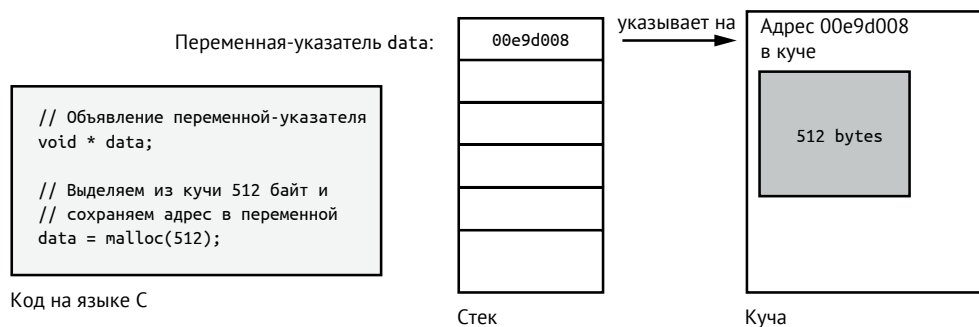 Переменная-указатель data:
00e9d008
указывает на
Адрес 00e9d008
в куче
512 bytes
// Объявление переменной-указателя
void * data;
// Выделяем из кучи 512 байт и
// сохраняем адрес в переменной
data = malloc(512);
Код на языке C
Стек
Куча